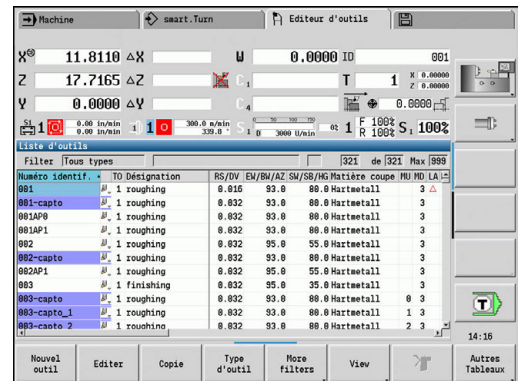 Machine smart.Turn Editeur d'outils
X 11.8110 ΔX U 0.0000 ID 001
Z 17.7165 ΔZ C 1 T 1 X 0.00000 Z 0.00000
Y 0.0000 ΔY C 4 0.0000
S1 1 0.00 in/min 0.00 in/min 1 1 0 300.0 m/min 339.8 ° S 1 0 50 100 150 D 3000 U/min 0% 1 F 100% R 100% S 1 100%
Liste d'outils
Filter Tous types 321 de 321 Max 999
Numéro identif. TO Désignation RS/DV EW/BW/AZ SW/SB/HG Matière coupe MU MD LA
001 1 roughing 0.016 93.0 80.0 Hartmetall 3
001-capto 1 roughing 0.032 93.0 80.0 Hartmetall 3
001AP0 1 roughing 0.032 93.0 80.0 Hartmetall 3
001AP1 1 roughing 0.032 93.0 80.0 Hartmetall 3
002 1 roughing 0.032 95.0 55.0 Hartmetall 3
002-capto 1 roughing 0.032 93.0 80.0 Hartmetall 3
002AP1 1 roughing 0.032 95.0 55.0 Hartmetall 3
003 1 finishing 0.032 95.0 35.0 Hartmetall 3
003-capto 1 roughing 0.032 93.0 80.0 Hartmetall 0 3
003-capto_1 1 roughing 0.032 93.0 80.0 Hartmetall 1 3
003-capto_2 1 roughing 0.032 93.0 80.0 Hartmetall 2 3
T
14:16
Nouvel outil
Editer
Copie
Type d'outil
More filters
View
Autres Tableaux